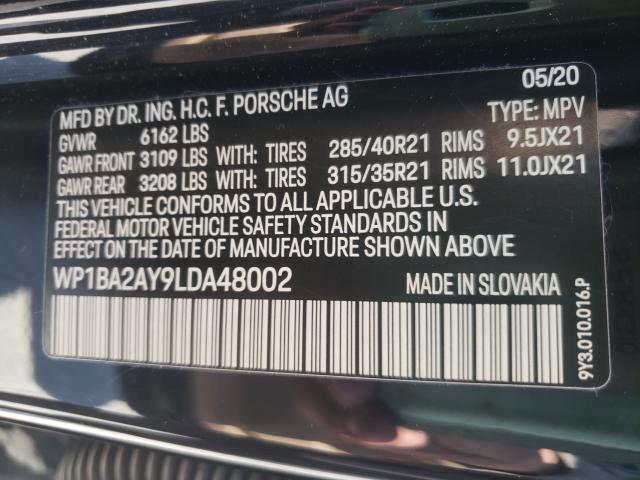 05/20
MFD BY DR. ING. H.C. F. PORSCHE AG
GVWR 6162 LBS TYPE: MPV
GAWR FRONT 3109 LBS WITH: TIRES 285/40R21 RIMS 9.5JX21
GAWR REAR 3208 LBS WITH: TIRES 315/35R21 RIMS 11.0JX21
THIS VEHICLE CONFORMS TO ALL APPLICABLE U.S.
FEDERAL MOTOR VEHICLE SAFETY STANDARDS IN
EFFECT ON THE DATE OF MANUFACTURE SHOWN ABOVE
WP1BA2AY9LDA48002 MADE IN SLOVAKIA
9Y3.010.016.P